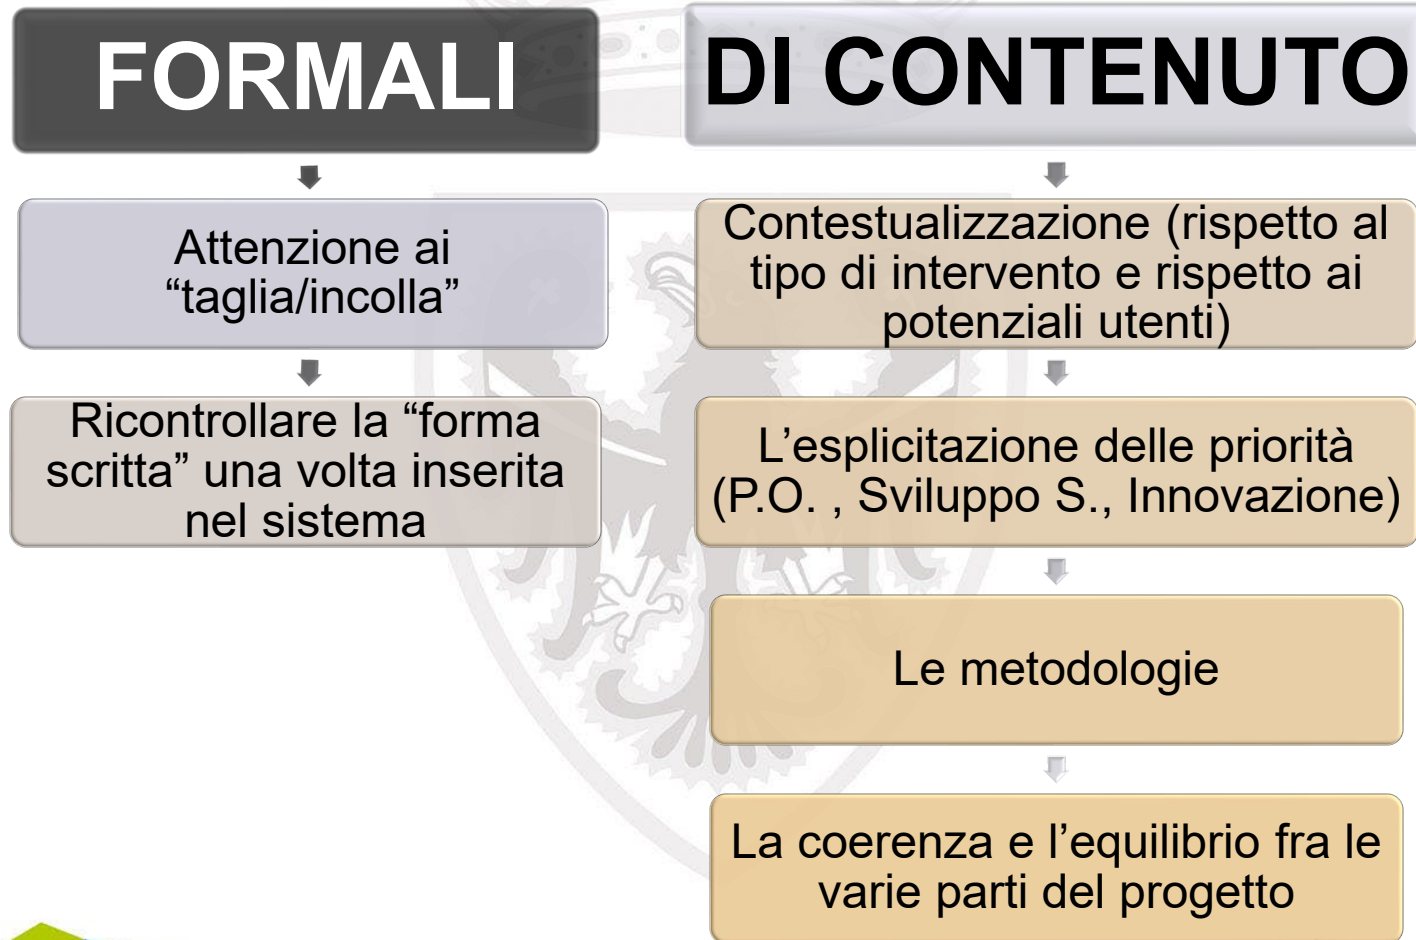 FORMALI
Attenzione ai
“taglia/incolla”
Ricontrollare la “forma
scritta” una volta inserita
nel sistema
DI CONTENUTO
Contestualizzazione (rispetto al
tipo di intervento e rispetto ai
potenziali utenti)
L’esplicitazione delle priorità
(P.O. , Sviluppo S., Innovazione)
Le metodologie
La coerenza e l’equilibrio fra le
varie parti del progetto